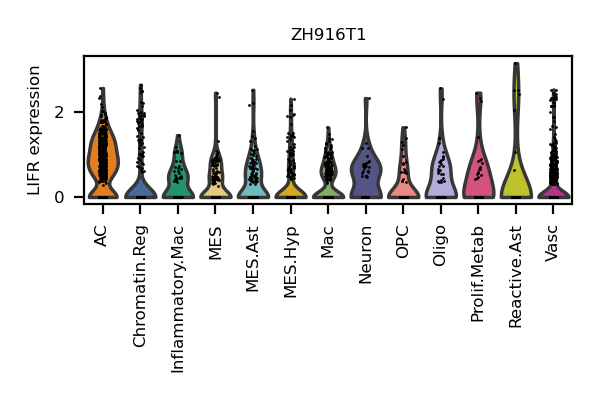 ZH916T1
LIFR expression
2
0
AC
Chromatin.Reg
Inflammatory.Mac
MES
MES.Ast
MES.Hyp
Mac
Neuron
OPC
Oligo
Prolif.Metab
Reactive.Ast
Vasc